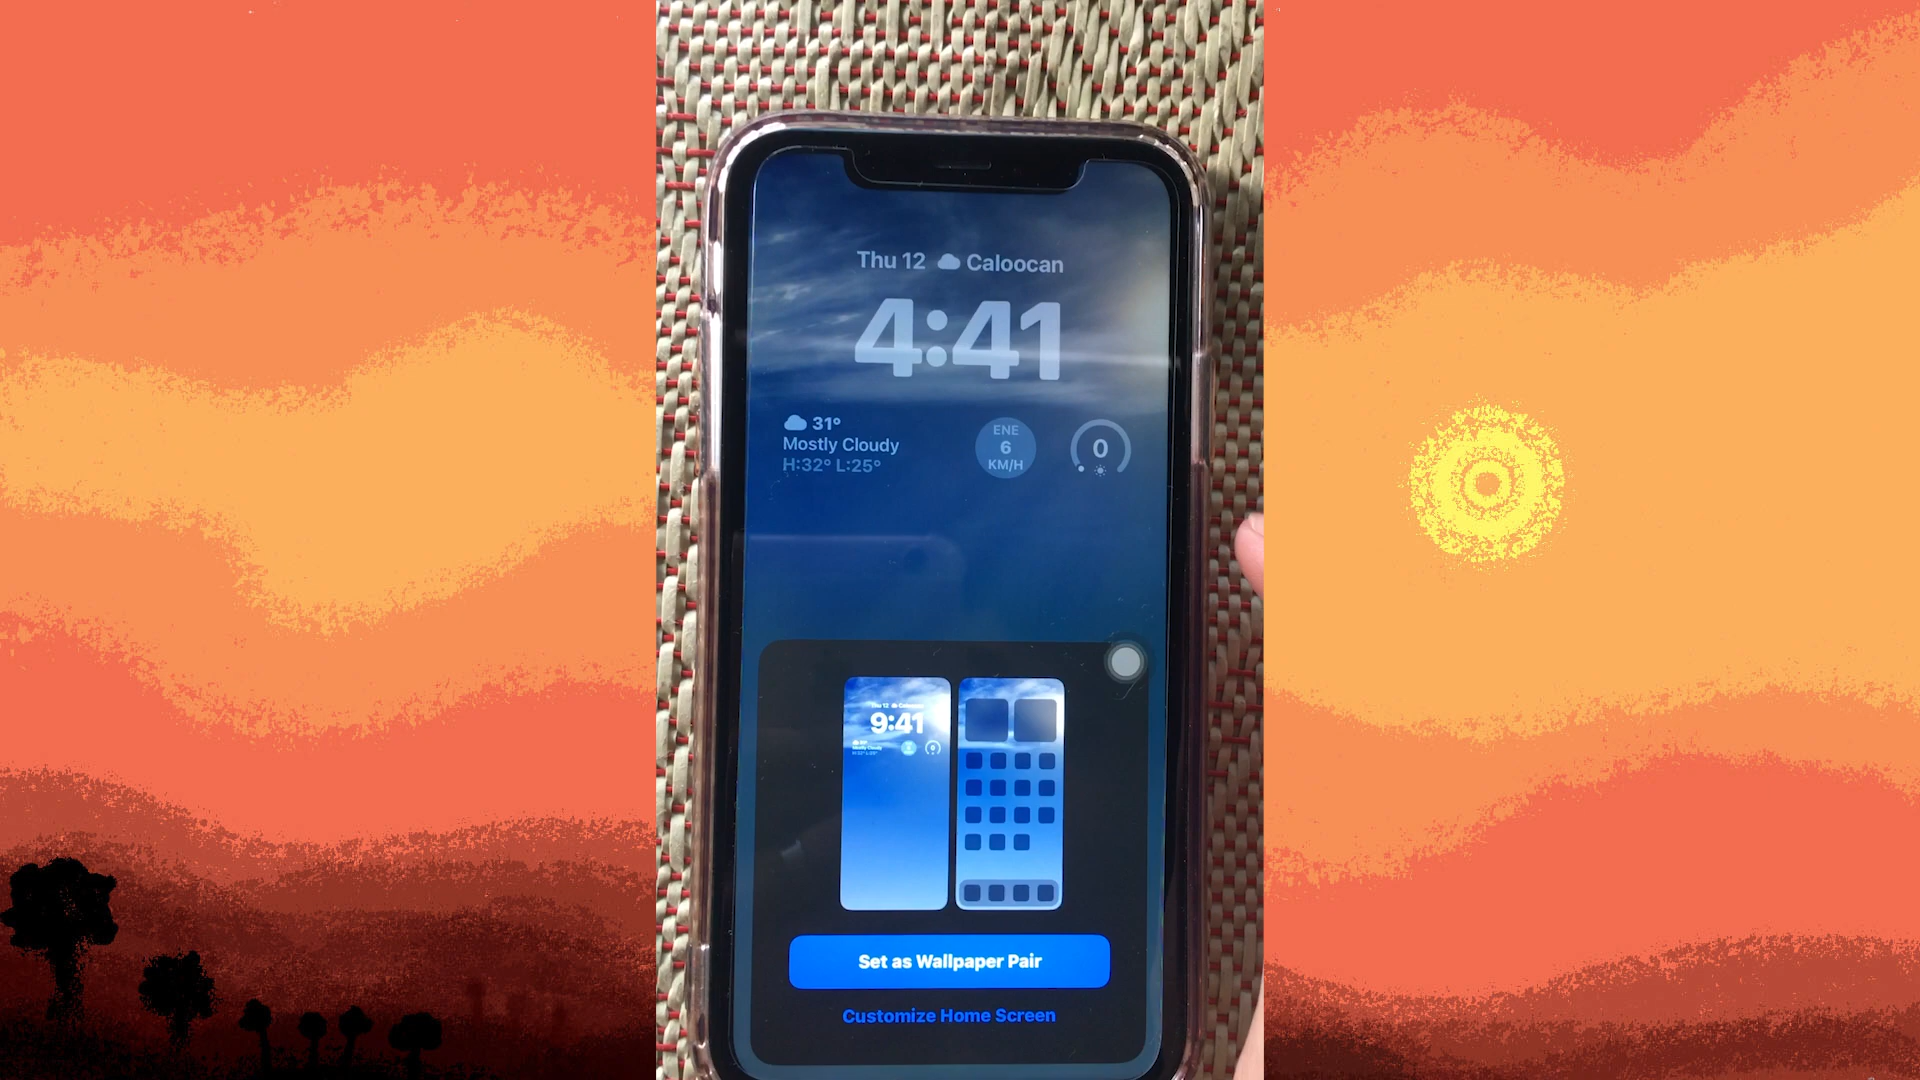 Thu 12 Caloocan
4:41
31°
Mostly Cloudy
H:32° L:25°
ENE
6
KM/H
0
9:41
Set as Wallpaper Pair
Customize Home Screen